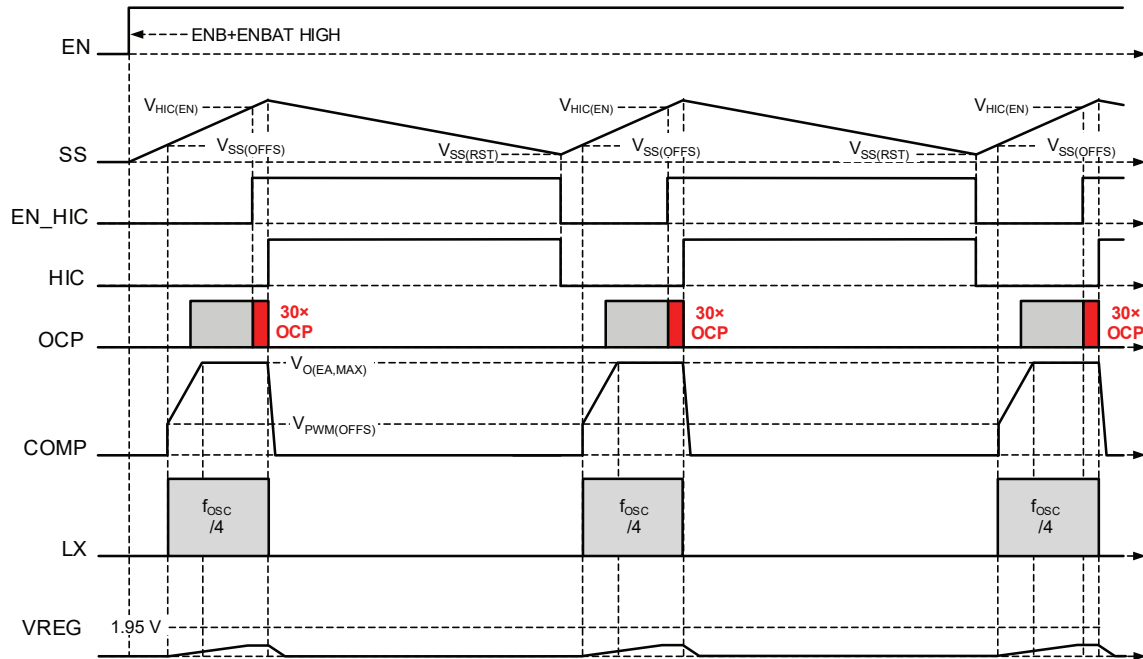 EN
ENB+ENBAT HIGH
SS
VHIC(EN) VHIC(EN) VHIC(EN)
VSS(OFFS) VSS(RST) VSS(OFFS) VSS(RST) VSS(OFFS)
EN_HIC
HIC
OCP
30× OCP
30× OCP
30× OCP
VO(EA,MAX)
VPWM(OFFS)
COMP
fOSC /4
fOSC /4
fOSC /4
LX
VREG
1.95 V